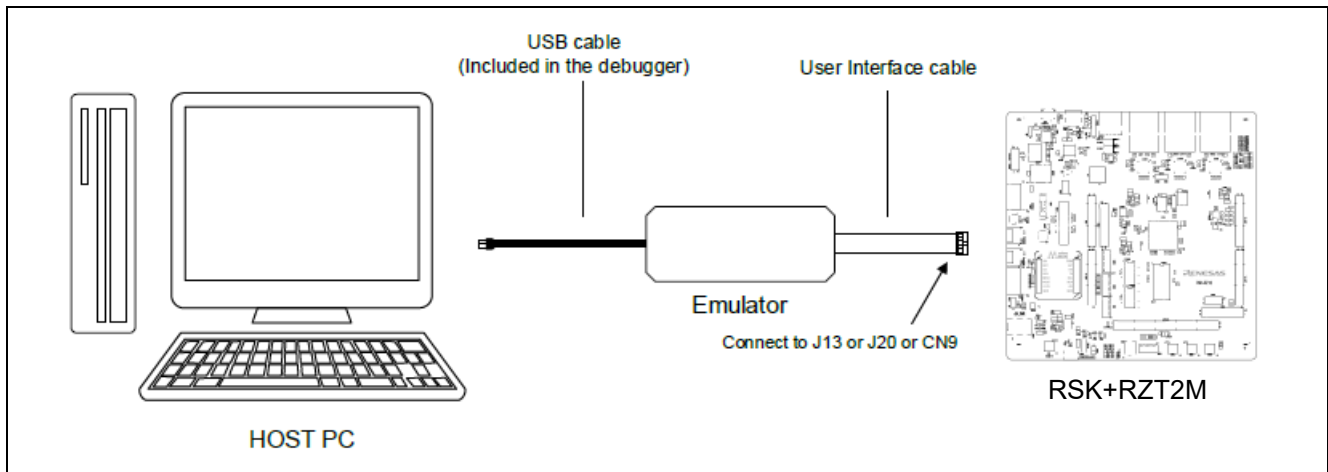 USB cable
(Included in the debugger)
User Interface cable
Emulator
Connect to J13 or J20 or CN9
RENESAS
RSK+RZT2M
HOST PC